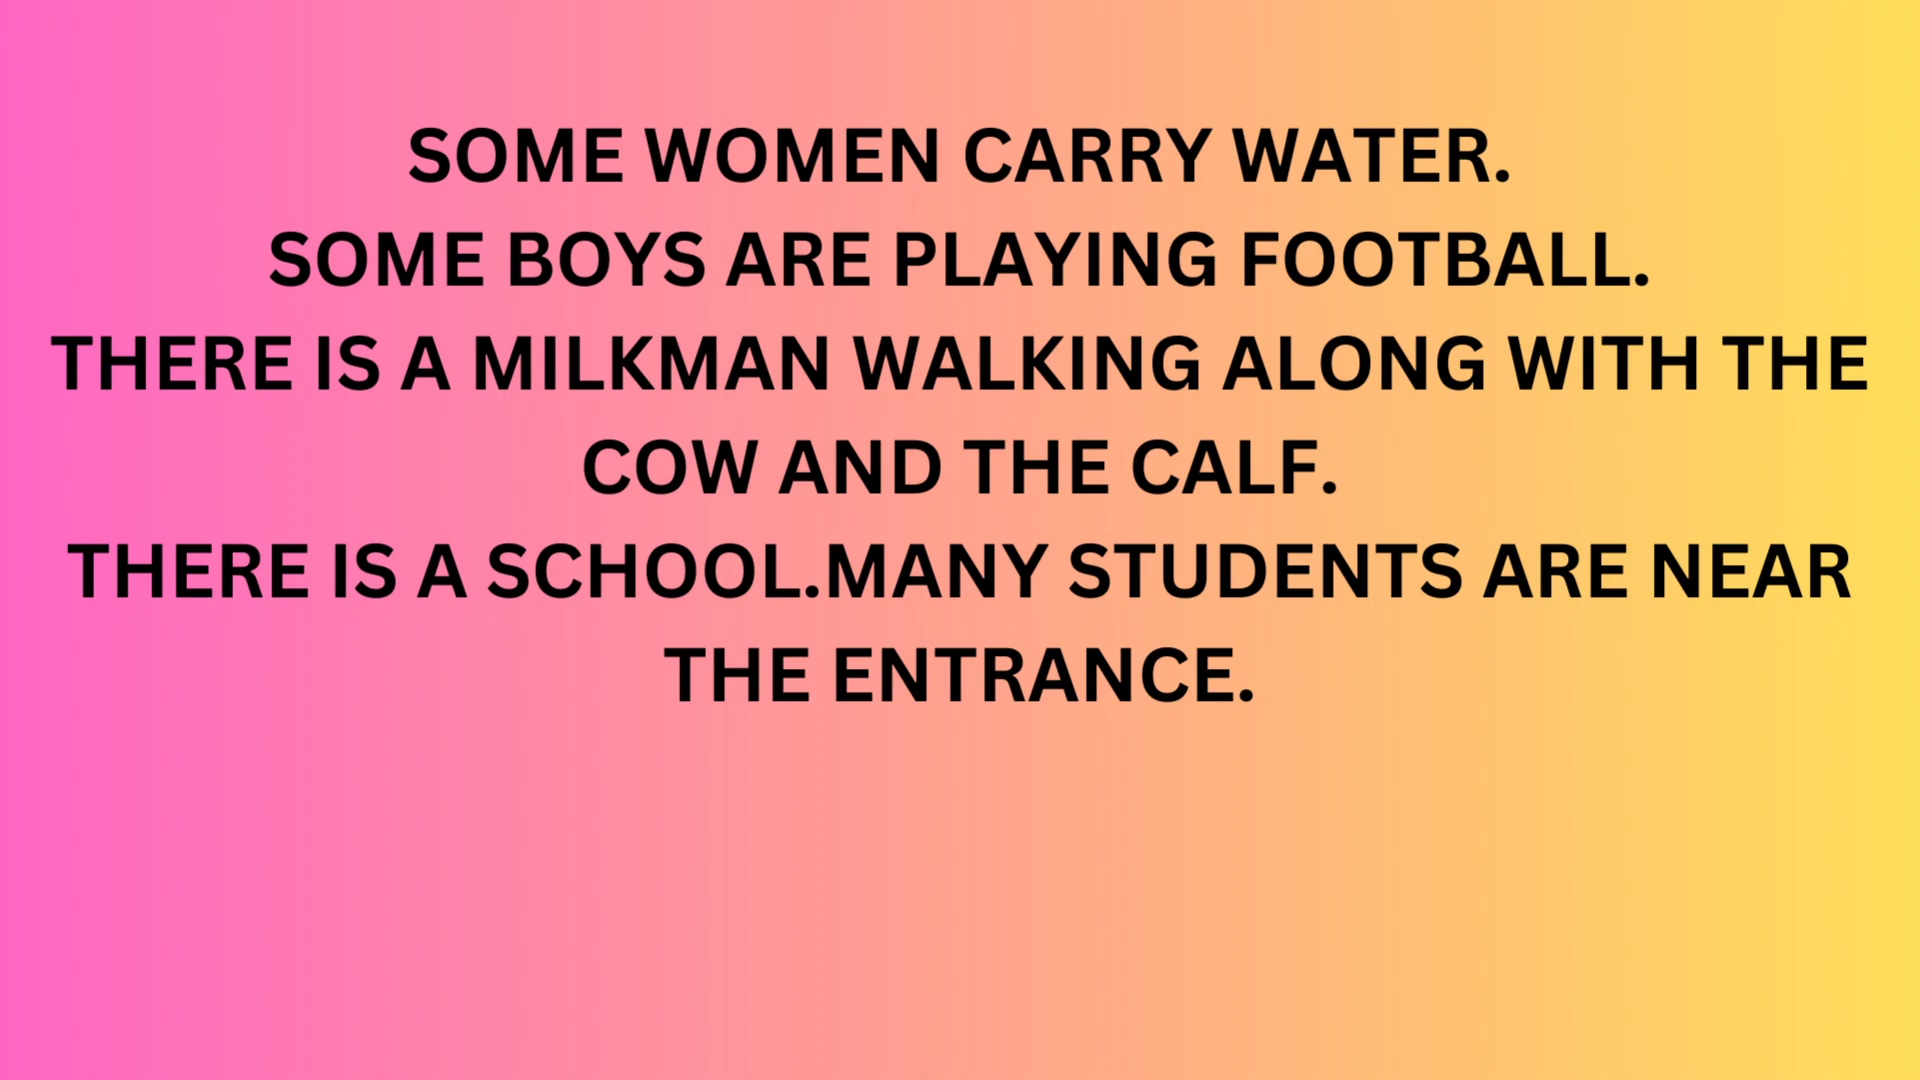 SOME WOMEN CARRY WATER.
SOME BOYS ARE PLAYING FOOTBALL.
THERE IS A MILKMAN WALKING ALONG WITH THE
COW AND THE CALF.
THERE IS A SCHOOL.MANY STUDENTS ARE NEAR
THE ENTRANCE.